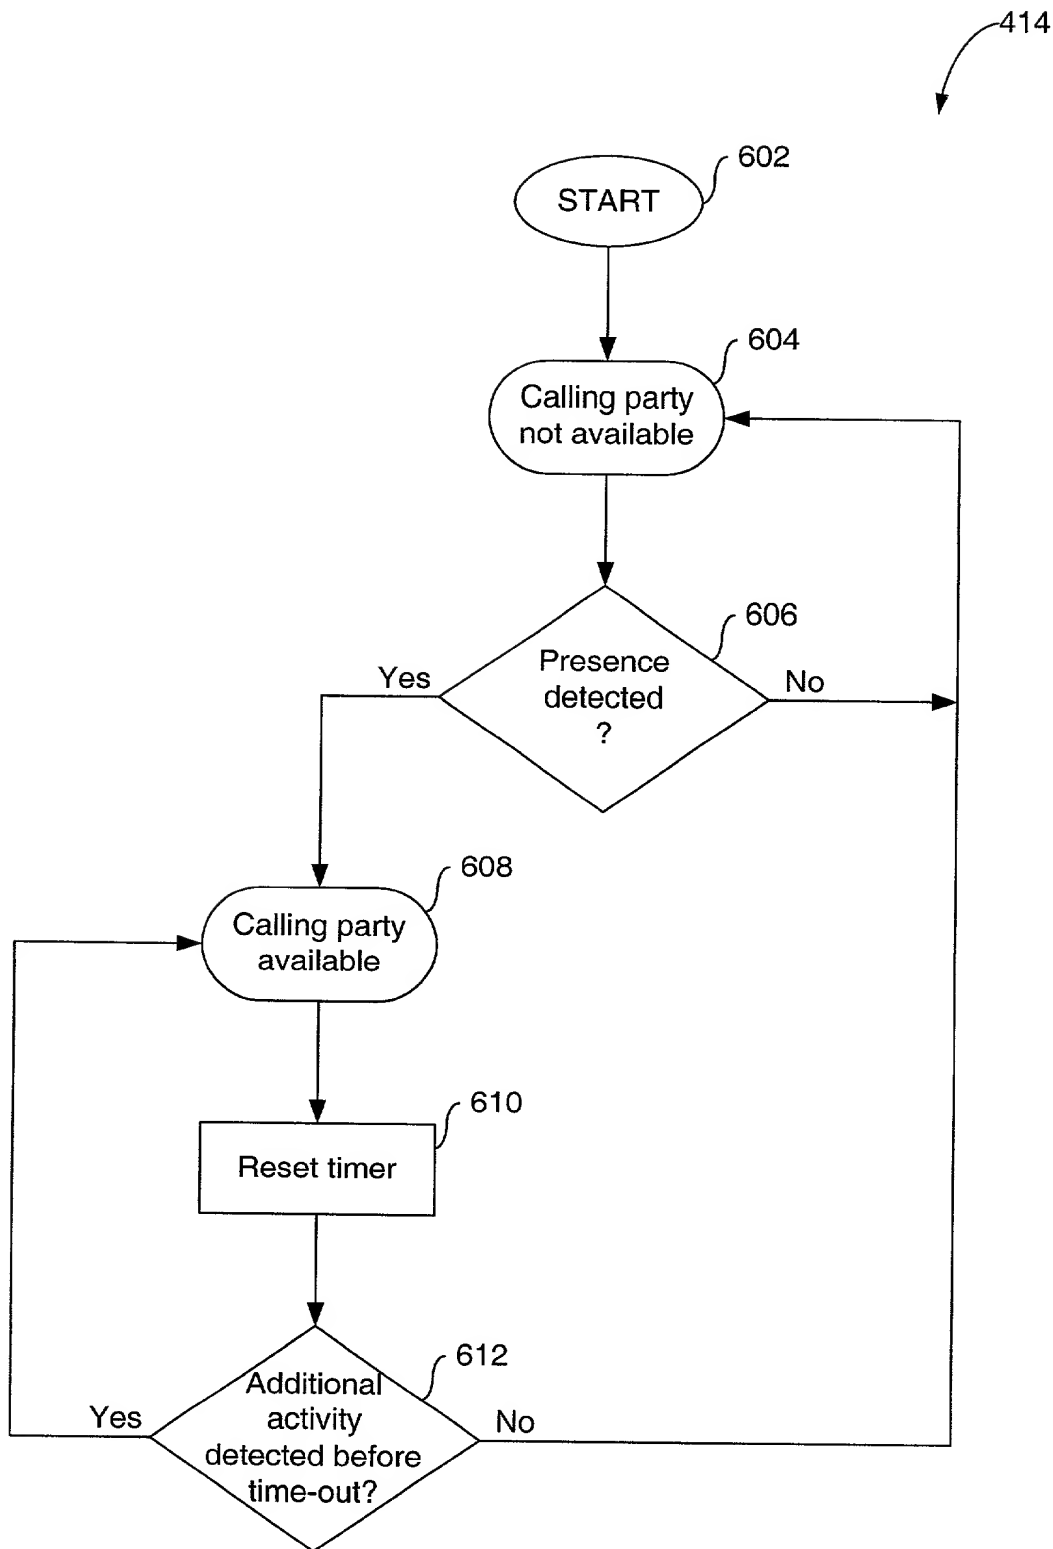 414
602
START
604
Calling party
not available
606
Presence
detected
?
Yes
No
608
Calling party
available
610
Reset timer
612
Additional
activity
detected before
time-out?
Yes
No